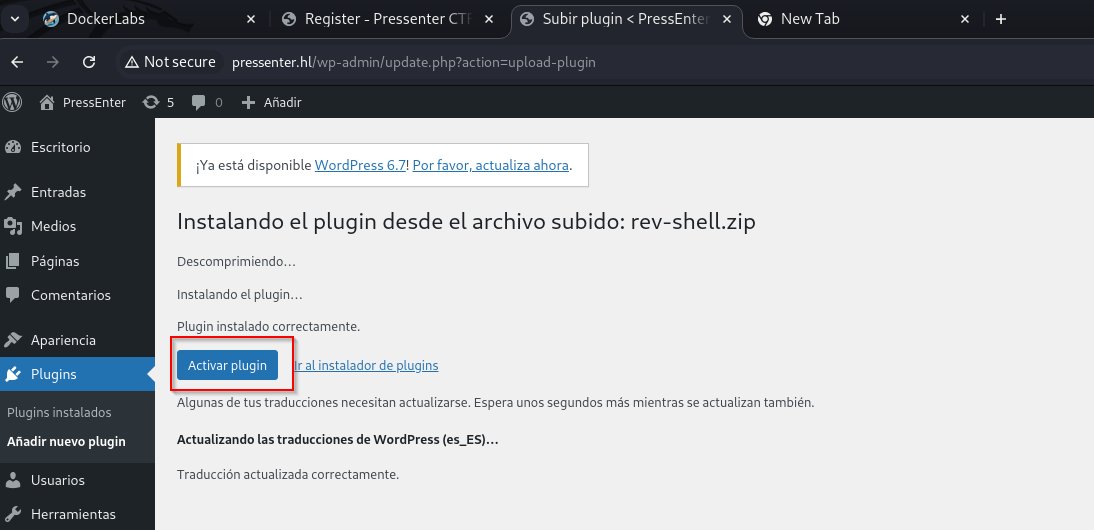 DockerLabs
Register - Pressenter CTF
Subir plugin < PressEnter
New Tab
Not secure pressenter.hl/wp-admin/update.php?action=upload-plugin
PressEnter 5 0 Añadir
Escritorio
Entradas
Medios
Páginas
Comentarios
Apariencia
Plugins
Plugins instalados
Añadir nuevo plugin
Usuarios
Herramientas
¡Ya está disponible WordPress 6.7! Por favor, actualiza ahora.
Instalando el plugin desde el archivo subido: rev-shell.zip
Descomprimiendo…
Instalando el plugin…
Plugin instalado correctamente.
Activar plugin Ir al instalador de plugins
Algunas de tus traducciones necesitan actualizarse. Espera unos segundos más mientras se actualizan también.
Actualizando las traducciones de WordPress (es_ES)…
Traducción actualizada correctamente.